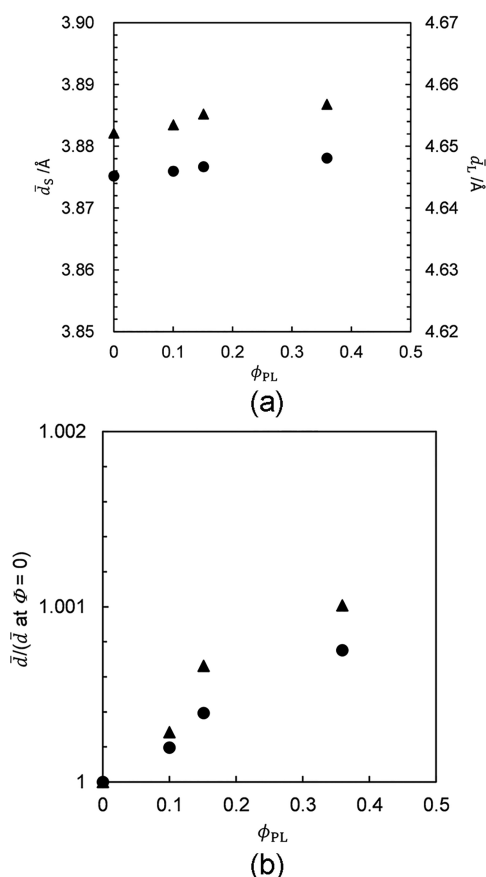 3.90
3.89
3.88
3.87
3.86
3.85
d̄S /Å
4.67
4.66
4.65
4.64
4.63
4.62
d̄L /Å
0 0.1 0.2 0.3 0.4 0.5
ϕPL
(a)
1.002
1.001
1
d̄/(d̄ at Φ = 0)
0 0.1 0.2 0.3 0.4 0.5
ϕPL
(b)